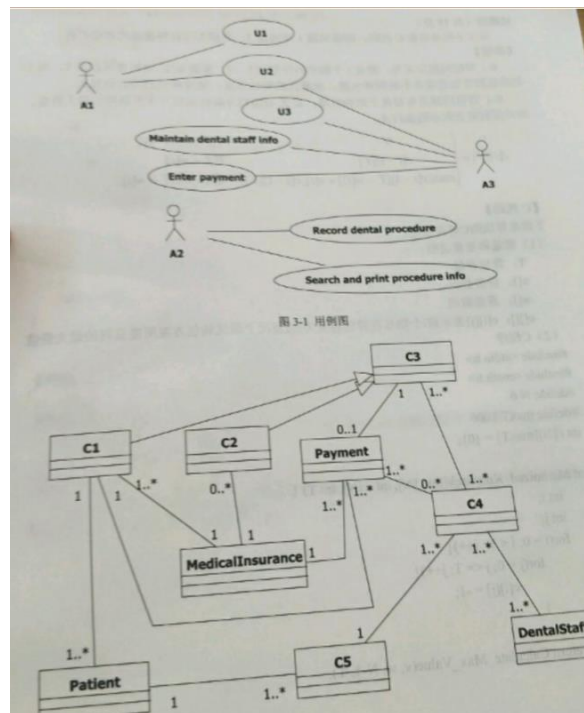 U1
U2
A1
U3
Maintain dental staff info
Enter payment
A3
A2
Record dental procedure
Search and print procedure info
图 3-1 用例图
C3
1
1..*
0..1
C1
C2
Payment
1
1
1..*
0..*
1..*
1..*
1..*
0..*
1..*
C4
1
1
MedicalInsurance
1
1..*
1..*
1
1..*
DentalStaf
1..*
C5
Patient
1
1..*